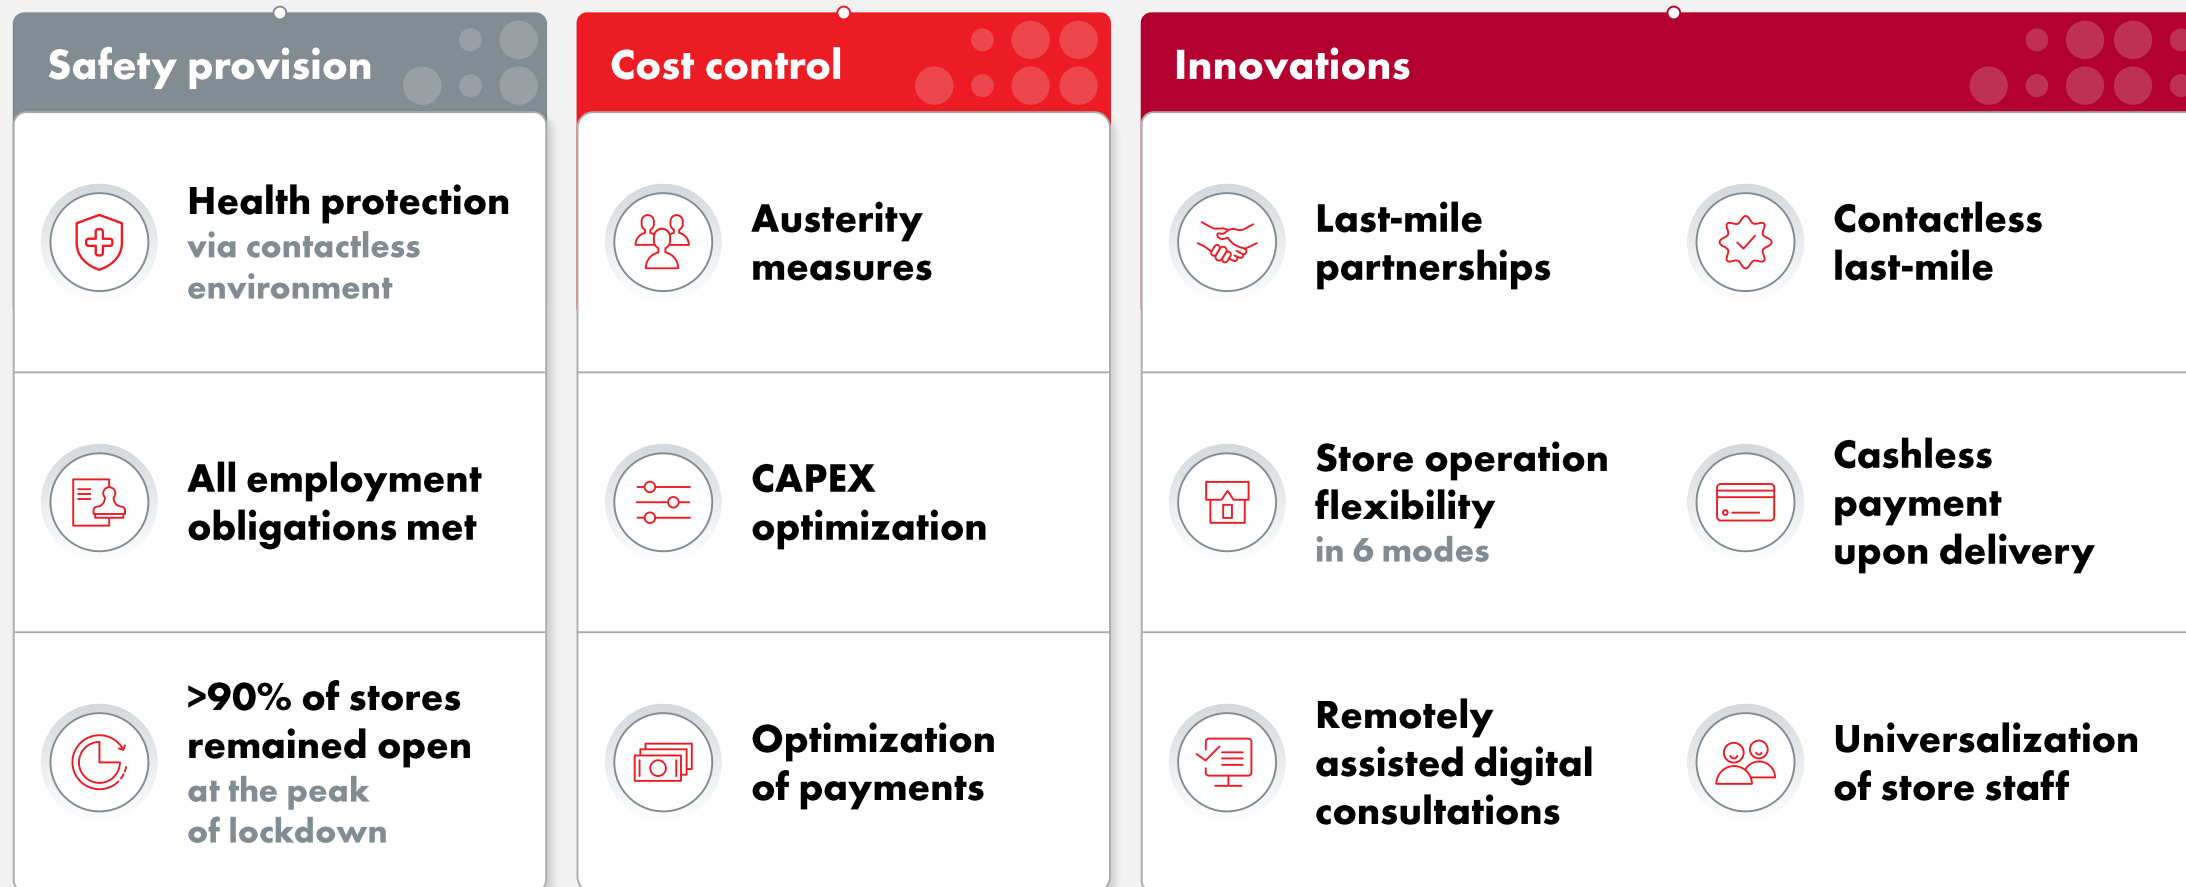 Safety provision
Health protection
via contactless
environment
All employment
obligations met
>90% of stores
remained open
at the peak
of lockdown
Cost control
Austerity
measures
CAPEX
optimization
Optimization
of payments
Innovations
Last-mile
partnerships
Contactless
last-mile
Store operation
flexibility
in 6 modes
Cashless
payment
upon delivery
Remotely
assisted digital
consultations
Universalization
of store staff